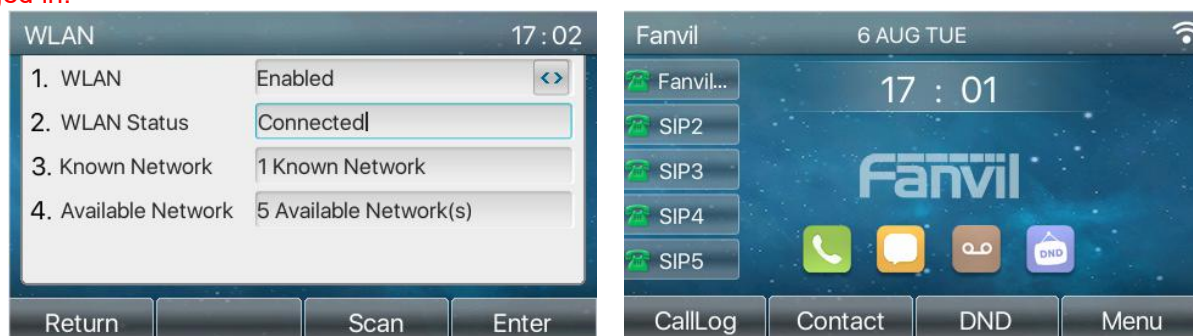 WLAN 17:02
1. WLAN Enabled <>
2. WLAN Status Connected
3. Known Network 1 Known Network
4. Available Network 5 Available Network(s)
Return Scan Enter
Fanvil 6 AUG TUE
Fanvil... 17 : 01
SIP2
SIP3
Fanvil
SIP4
DND
SIP5
CallLog Contact DND Menu